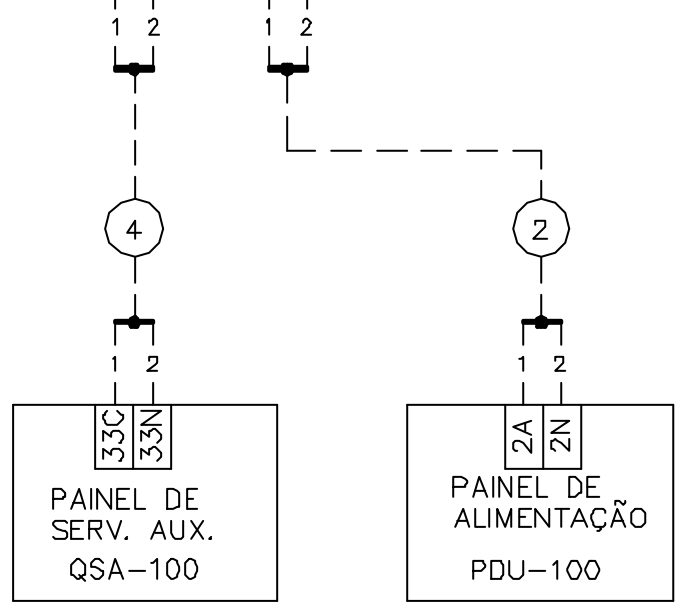 1 2 1 2
4 2
1 2 1 2
33C 33N 2A 2N
PAINEL DE
SERV. AUX.
QSA-100
PAINEL DE
ALIMENTAÇÃO
PDU-100